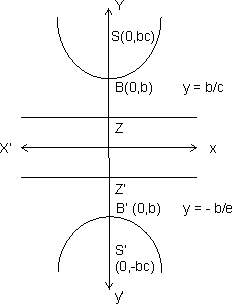 Y
S(0,bc)
B(0,b) y = b/c
Z
X' x
Z'
B' (0,b) y = - b/e
S'
(0,-bc)
y'